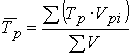 T̅p = ∑(Tp · Vpi) / ∑V